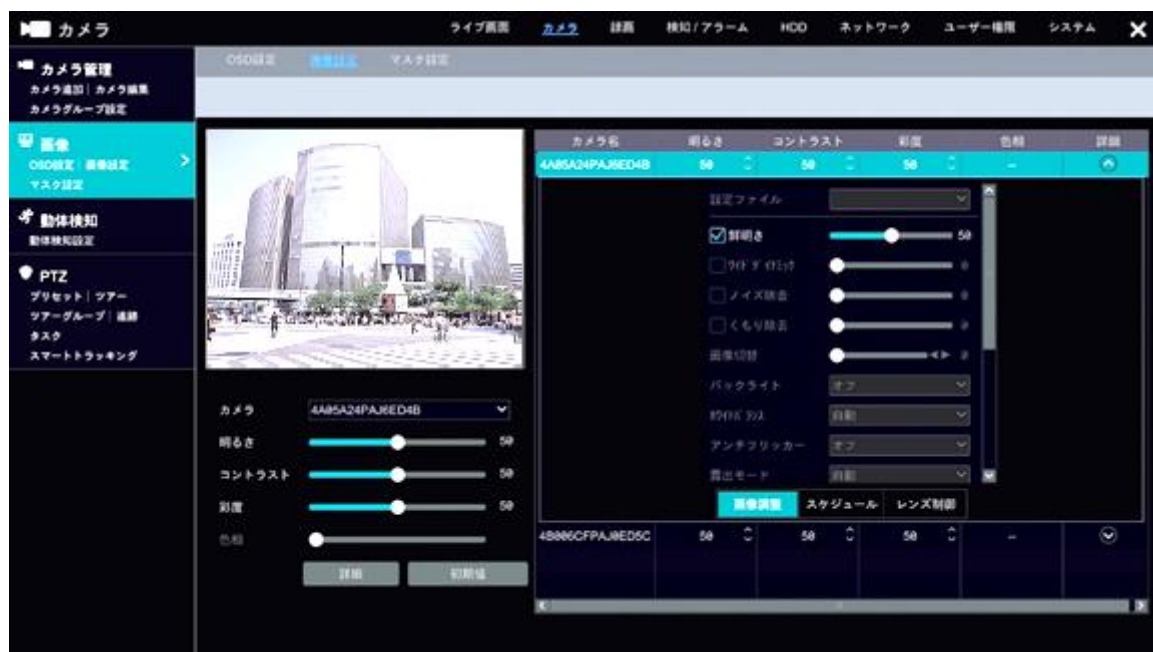 カメラ
ライブ画面 カメラ 録画 検知/アラーム HDD ネットワーク ユーザー権限 システム
カメラ管理
カメラ追加 | カメラ編集
カメラグループ設定
画像
OSD設定 | 画像設定
マスク設定
動体検知
動体検知設定
PTZ
プリセット | ツアー
ツアーグループ | 追跡
タスク
スマートトラッキング
OSD設定 画像設定 マスク設定
カメラ 4A05A24PAJ6ED4B
明るさ 50
コントラスト 50
彩度 50
色相
詳細 初期値
カメラ名 明るさ コントラスト 彩度 色相 詳細
4A05A24PAJ6ED4B 50 50 50 --
設定ファイル
鮮明さ 50
ワイドダイナミック 0
ノイズ除去 0
くもり除去 0
画像切替 0
バックライト オフ
ホワイトバランス 自動
アンチフリッカー オフ
露出モード 自動
画像調整 スケジュール レンズ制御
50 50 50 --